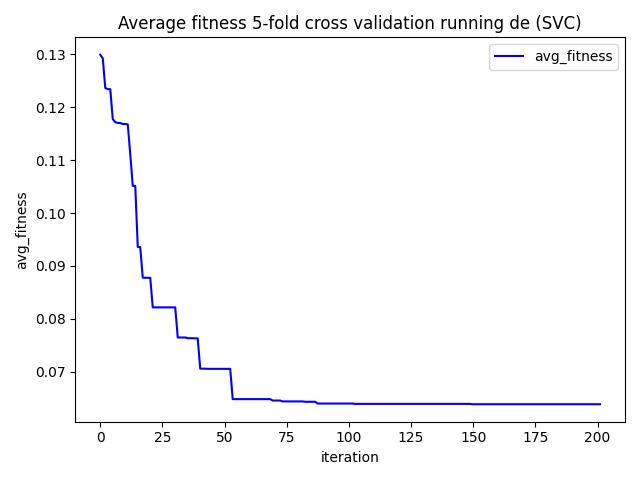 Average fitness 5-fold cross validation running de (SVC)
avg_fitness
0.13
0.12
0.11
0.10
0.09
0.08
0.07
avg_fitness
0 25 50 75 100 125 150 175 200
iteration